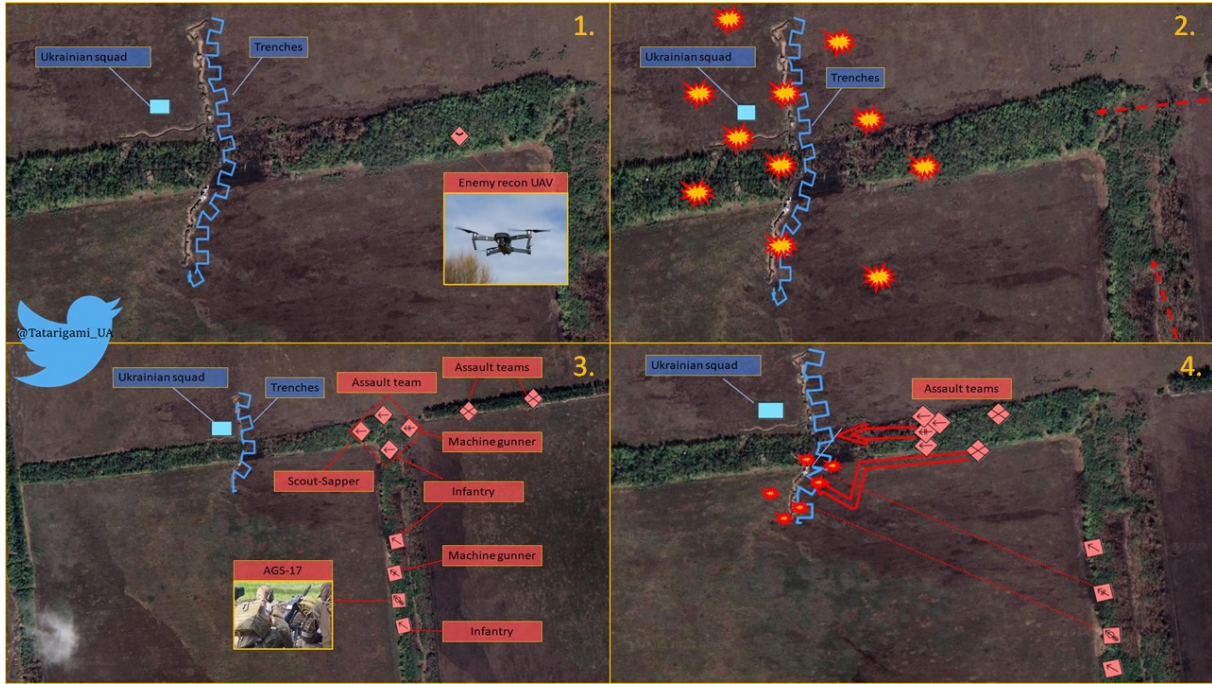 1.
Ukrainian squad
Trenches
Enemy recon UAV
2.
Ukrainian squad
Trenches
@Tatarigami_UA
3.
Ukrainian squad
Trenches
Assault team
Assault teams
Machine gunner
Scout-Sapper
Infantry
Machine gunner
AGS-17
Infantry
4.
Ukrainian squad
Assault teams